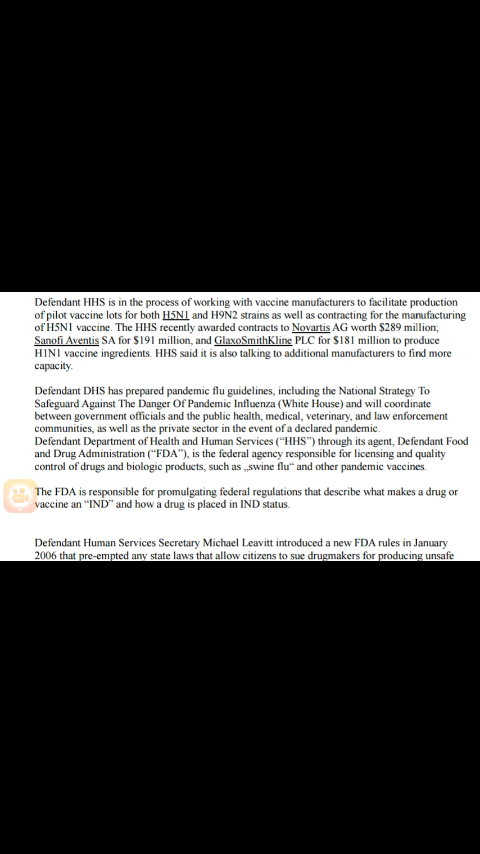 Defendant HHS is in the process of working with vaccine manufacturers to facilitate production
of pilot vaccine lots for both H5N1 and H9N2 strains as well as contracting for the manufacturing
of H5N1 vaccine. The HHS recently awarded contracts to Novartis AG worth $289 million;
Sanofi Aventis SA for $191 million, and GlaxoSmithKline PLC for $181 million to produce
H1N1 vaccine ingredients. HHS said it is also talking to additional manufacturers to find more
capacity.
Defendant DHS has prepared pandemic flu guidelines, including the National Strategy To
Safeguard Against The Danger Of Pandemic Influenza (White House) and will coordinate
between government officials and the public health, medical, veterinary, and law enforcement
communities, as well as the private sector in the event of a declared pandemic.
Defendant Department of Health and Human Services (“HHS”) through its agent, Defendant Food
and Drug Administration (“FDA”), is the federal agency responsible for licensing and quality
control of drugs and biologic products, such as „swine flu“ and other pandemic vaccines.
The FDA is responsible for promulgating federal regulations that describe what makes a drug or
vaccine an “IND” and how a drug is placed in IND status.
Defendant Human Services Secretary Michael Leavitt introduced a new FDA rules in January
2006 that pre-empted any state laws that allow citizens to sue drugmakers for producing unsafe